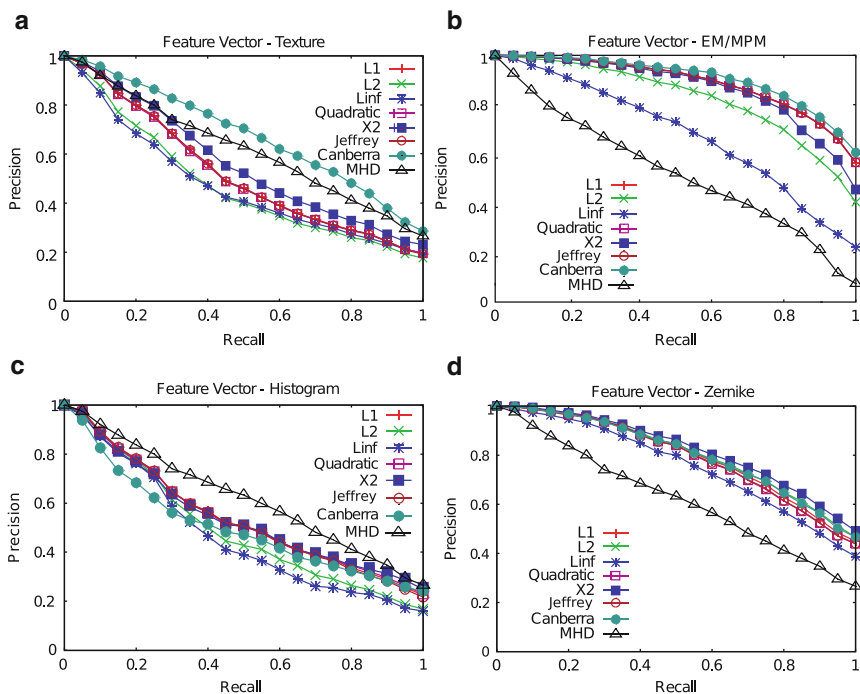 a
Feature Vector - Texture
Precision
1
0.8
0.6
0.4
0.2
0
L1
L2
Linf
Quadratic
X2
Jeffrey
Canberra
MHD
0 0.2 0.4 0.6 0.8 1
Recall
b
Feature Vector - EM/MPM
Precision
1
0.8
0.6
0.4
0.2
0
L1
L2
Linf
Quadratic
X2
Jeffrey
Canberra
MHD
0 0.2 0.4 0.6 0.8 1
Recall
c
Feature Vector - Histogram
Precision
1
0.8
0.6
0.4
0.2
0
L1
L2
Linf
Quadratic
X2
Jeffrey
Canberra
MHD
0 0.2 0.4 0.6 0.8 1
Recall
d
Feature Vector - Zernike
Precision
1
0.8
0.6
0.4
0.2
0
L1
L2
Linf
Quadratic
X2
Jeffrey
Canberra
MHD
0 0.2 0.4 0.6 0.8 1
Recall